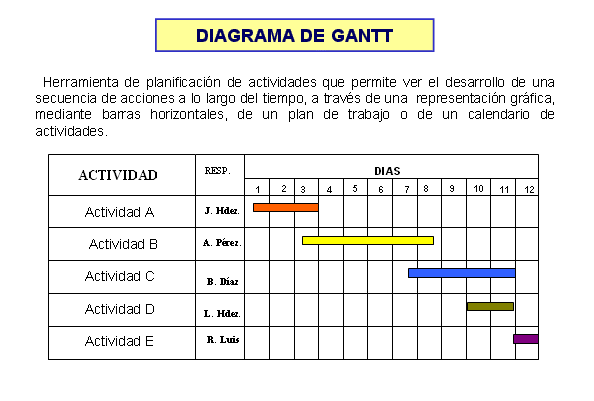 DIAGRAMA DE GANTT
Herramienta de planificación de actividades que permite ver el desarrollo de una
secuencia de acciones a lo largo del tiempo, a través de una representación gráfica,
mediante barras horizontales, de un plan de trabajo o de un calendario de
actividades.
ACTIVIDAD RESP. DIAS
1 2 3 4 5 6 7 8 9 10 11 12
Actividad A J. Hdez.
Actividad B A. Pérez.
Actividad C B. Díaz
Actividad D L. Hdez.
Actividad E R. Luis